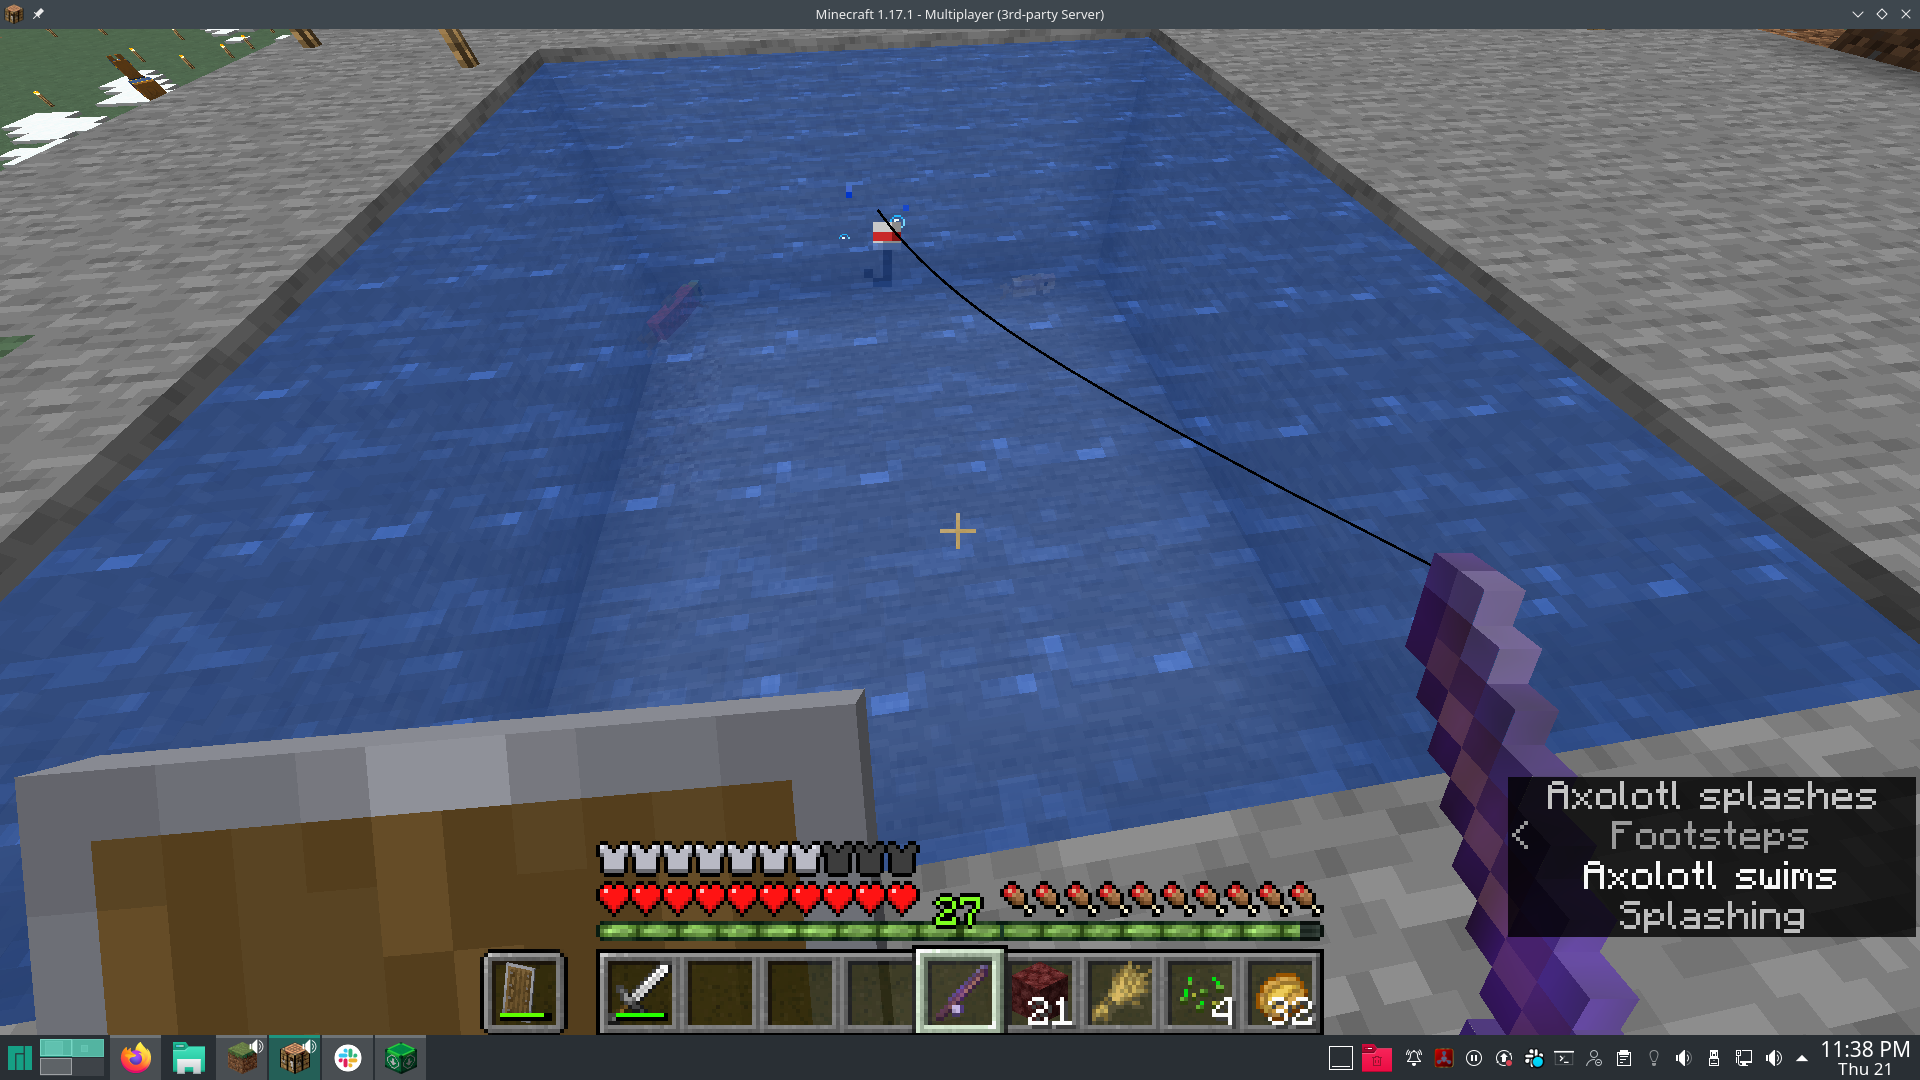 Minecraft 1.17.1 - Multiplayer (3rd-party Server)
Axolotl splashes
< Footsteps
Axolotl swims
Splashing
27
21
4
32
11:38 PM
Thu 21